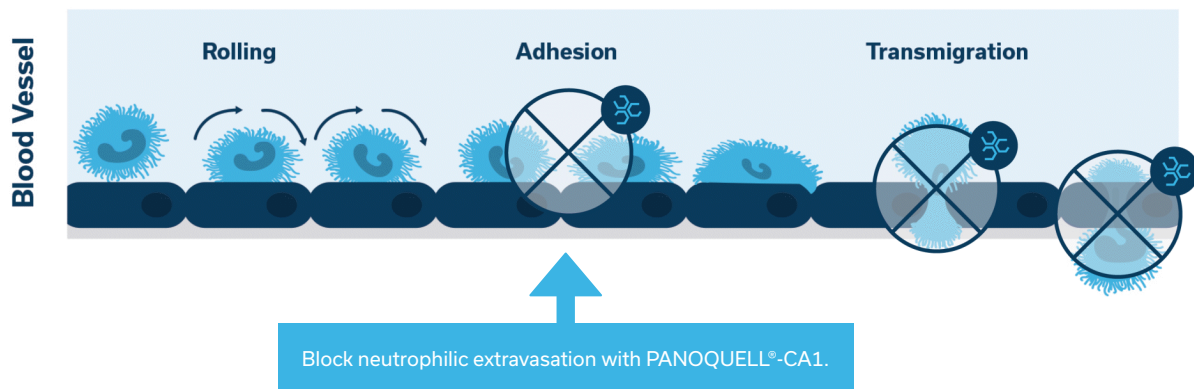 Blood Vessel
Rolling
Adhesion
Transmigration
Block neutrophilic extravasation with PANOQUELL®-CA1.